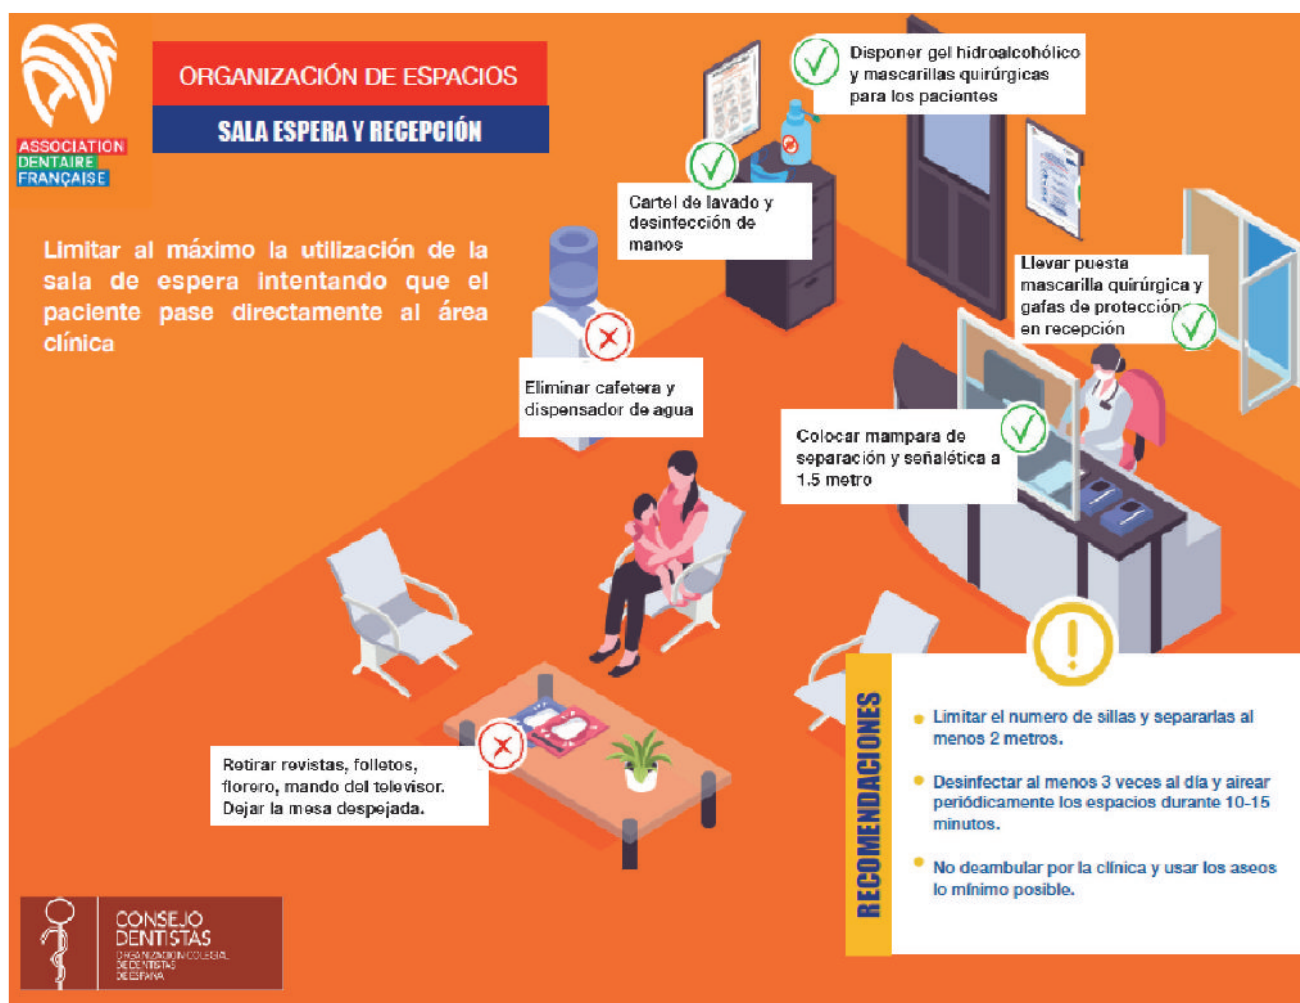 ASSOCIATION
DENTAIRE
FRANÇAISE
ORGANIZACIÓN DE ESPACIOS
SALA ESPERA Y RECEPCIÓN
Limitar al máximo la utilización de la
sala de espera intentando que el
paciente pase directamente al área
clínica
Disponer gel hidroalcohólico
y mascarillas quirúrgicas
para los pacientes
Cartel de lavado y
desinfección de
manos
Llevar puesta
mascarilla quirúrgica y
gafas de protección
en recepción
Eliminar cafetera y
dispensador de agua
Colocar mampara de
separación y señalética a
1.5 metro
Retirar revistas, folletos,
florero, mando del televisor.
Dejar la mesa despejada.
RECOMENDACIONES
Limitar el numero de sillas y separarlas al
menos 2 metros.
Desinfectar al menos 3 veces al día y airear
periódicamente los espacios durante 10-15
minutos.
No deambular por la clínica y usar los aseos
lo mínimo posible.
CONSEJO
DENTISTAS
ORGANIZACION COLEGIAL
DE DENTISTAS
DE ESPAÑA